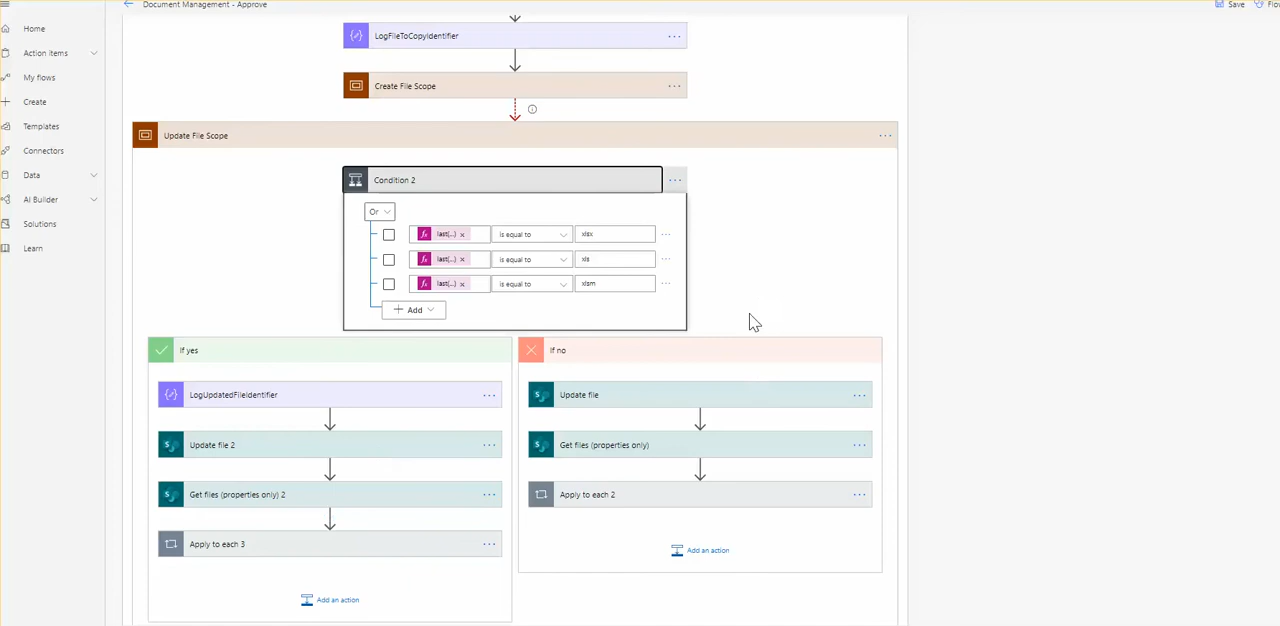 Document Management - Approve
Save
Flow
Home
Action items
My flows
Create
Templates
Connectors
Data
AI Builder
Solutions
Learn
LogFileToCopyIdentifier
Create File Scope
Update File Scope
Condition 2
Or
last(...) x is equal to xlsx
last(...) x is equal to xls
last(...) x is equal to xlsm
Add
If yes
LogUpdatedFileIdentifier
Update file 2
Get files (properties only) 2
Apply to each 3
Add an action
If no
Update file
Get files (properties only)
Apply to each 2
Add an action